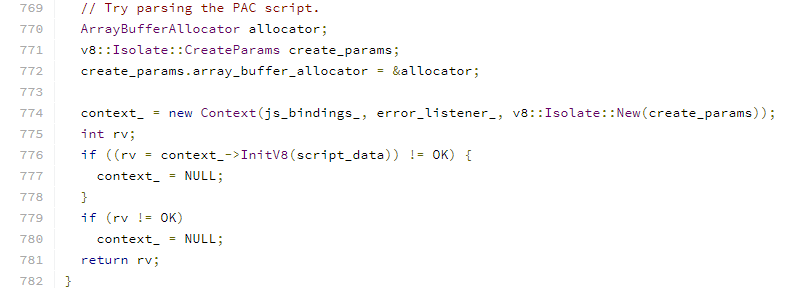 769 // Try parsing the PAC script.
770 ArrayBufferAllocator allocator;
771 v8::Isolate::CreateParams create_params;
772 create_params.array_buffer_allocator = &allocator;
773
774 context_ = new Context(js_bindings_, error_listener_, v8::Isolate::New(create_params));
775 int rv;
776 if ((rv = context_->InitV8(script_data)) != OK) {
777 context_ = NULL;
778 }
779 if (rv != OK)
780 context_ = NULL;
781 return rv;
782 }